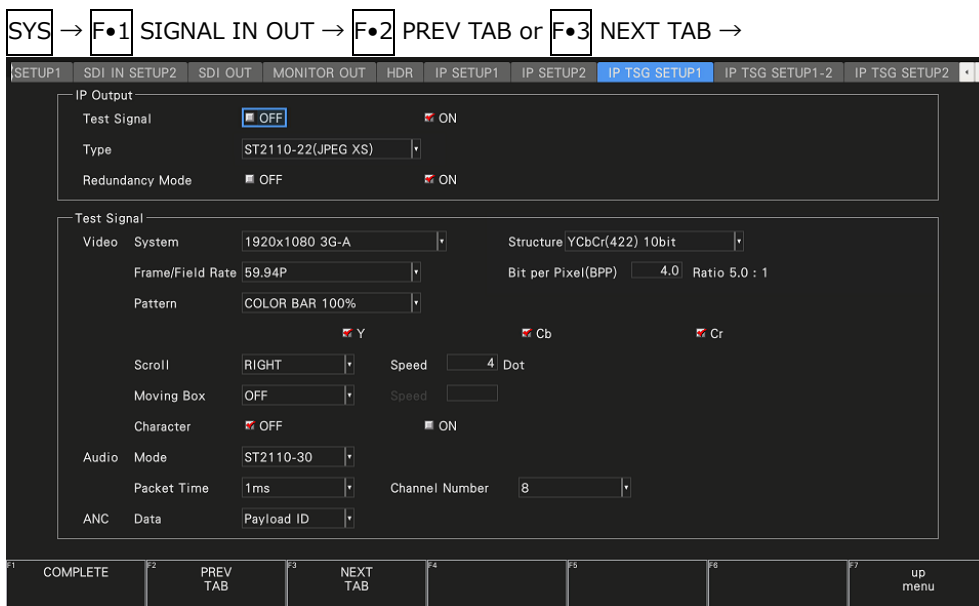 SYS → F•1 SIGNAL IN OUT → F•2 PREV TAB or F•3 NEXT TAB →
SETUP1 SDI IN SETUP2 SDI OUT MONITOR OUT HDR IP SETUP1 IP SETUP2 IP TSG SETUP1 IP TSG SETUP1-2 IP TSG SETUP2
IP Output
Test Signal OFF ON
Type ST2110-22(JPEG XS)
Redundancy Mode OFF ON
Test Signal
Video System 1920x1080 3G-A Structure YCbCr(422) 10bit
Frame/Field Rate 59.94P Bit per Pixel(BPP) 4.0 Ratio 5.0 : 1
Pattern COLOR BAR 100%
Y Cb Cr
Scroll RIGHT Speed 4 Dot
Moving Box OFF Speed
Character OFF ON
Audio Mode ST2110-30
Packet Time 1ms Channel Number 8
ANC Data Payload ID
F1 COMPLETE F2 PREV TAB F3 NEXT TAB F4 F5 F6 F7 up menu